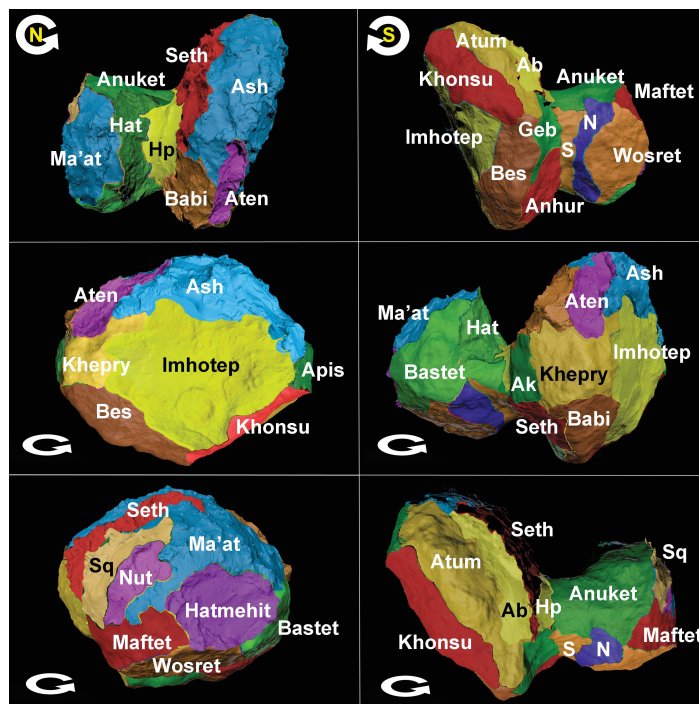 N
Seth
Anuket
Ash
Hat
Ma'at
Hp
Babi
Aten
S
Atum
Ab
Khonsu
Anuket
Maftet
N
Geb
Imhotep
S
Wosret
Bes
Anhur
Aten
Ash
Khepry
Imhotep
Apis
Bes
Khonsu
Ash
Aten
Ma'at
Hat
Imhotep
Bastet
Khepry
Ak
Seth
Babi
Seth
Ma'at
Sq
Nut
Hatmehit
Bastet
Maftet
Wosret
Seth
Sq
Atum
Anuket
Ab
Hp
Khonsu
Maftet
S
N